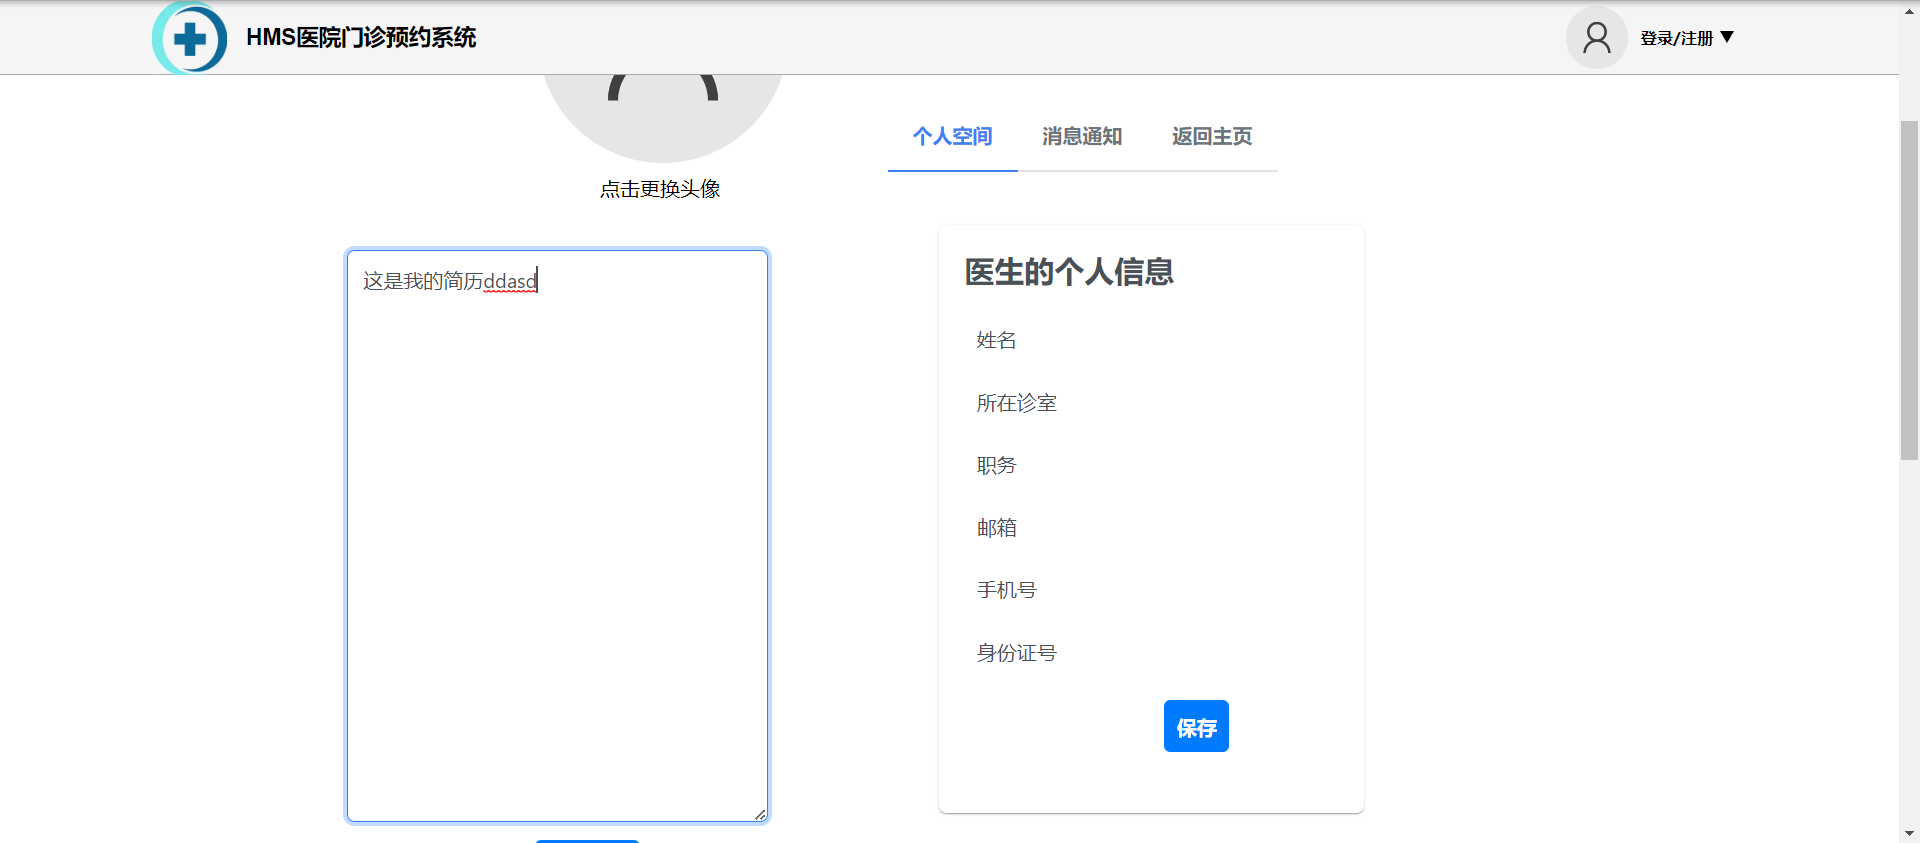 HMS医院门诊预约系统
登录/注册 ▼
个人空间 消息通知 返回主页
点击更换头像
这是我的简历ddasd
医生的个人信息
姓名
所在诊室
职务
邮箱
手机号
身份证号
保存